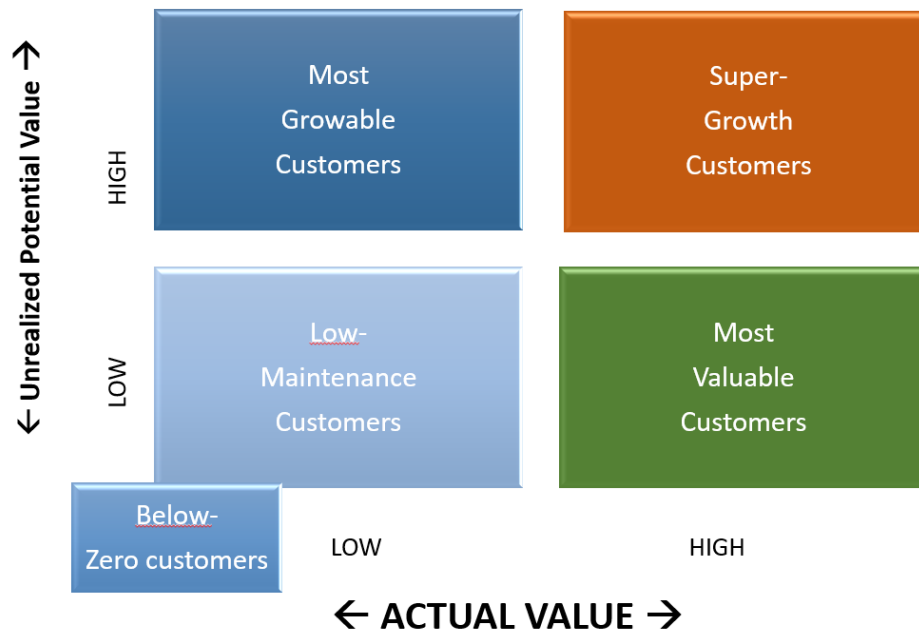 ← Unrealized Potential Value →
HIGH
LOW
Most
Growable
Customers
Super-
Growth
Customers
Low-
Maintenance
Customers
Most
Valuable
Customers
Below-
Zero customers
LOW
HIGH
← ACTUAL VALUE →